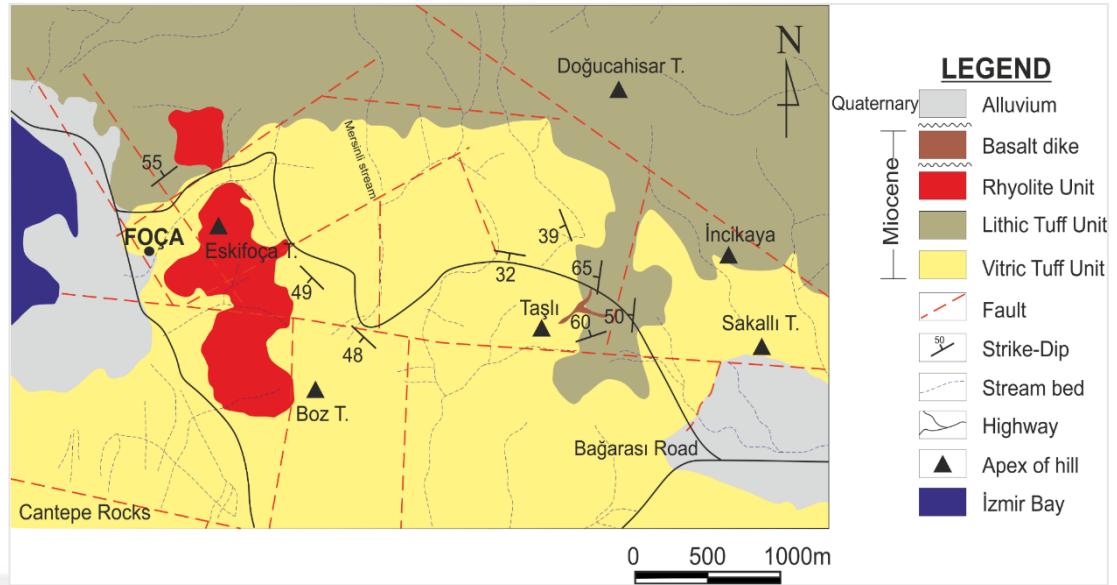 N
Doğucahisar T.
Mersinli stream
55
FOÇA
Eskifoça T.
49
48
39
32
65
İncikaya
Taşlı
60
50
Sakallı T.
Boz T.
Bağarası Road
Cantepe Rocks
0 500 1000m
LEGEND
Quaternary
Alluvium
Miocene
Basalt dike
Rhyolite Unit
Lithic Tuff Unit
Vitric Tuff Unit
Fault
50
Strike-Dip
Stream bed
Highway
Apex of hill
İzmir Bay